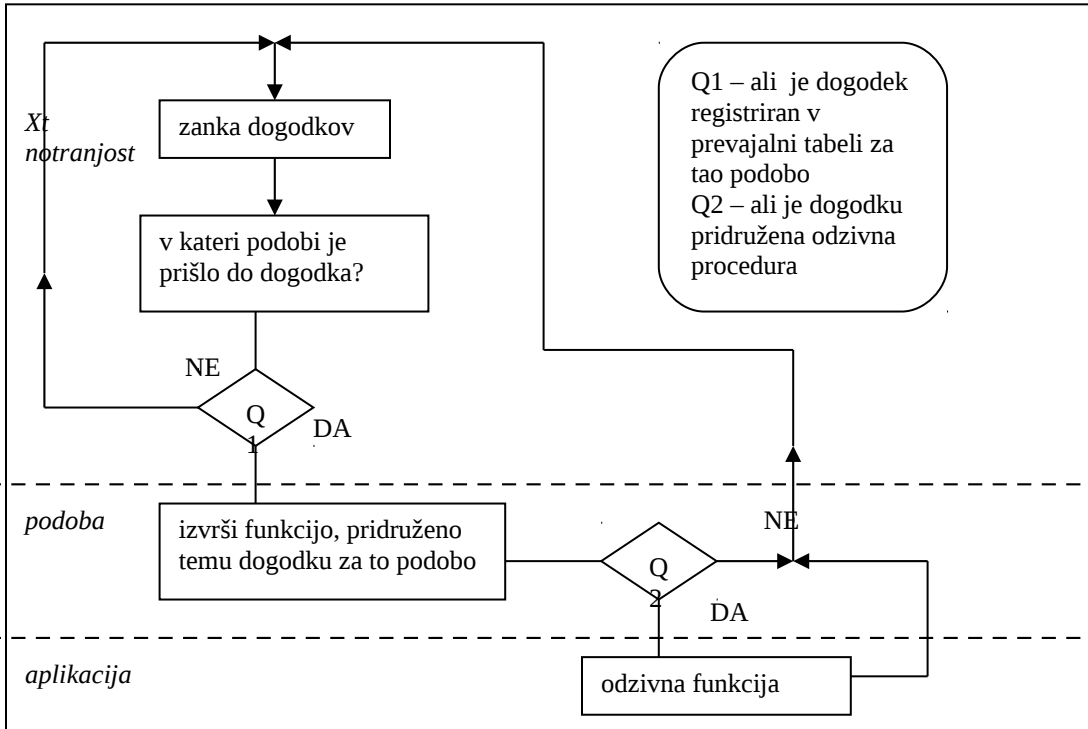 Xt
notranjost
zanka dogodkov
v kateri podobi je
prišlo do dogodka?
Q1 – ali  je dogodek
registriran v
prevajalni tabeli za
tao podobo
Q2 – ali je dogodku
pridružena odzivna
procedura
NE
Q
1
DA
podoba
izvrši funkcijo, pridruženo
temu dogodku za to podobo
Q
2
NE
DA
aplikacija
odzivna funkcija